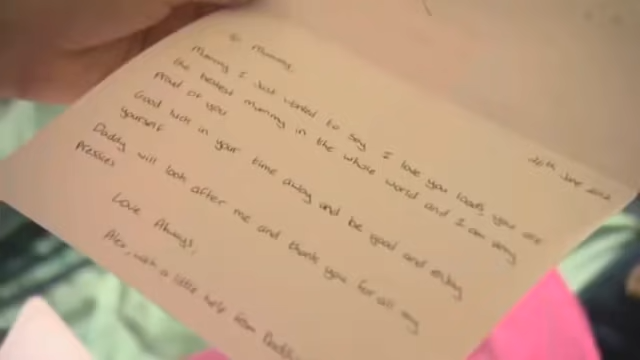 20th June
To Mummy,
Mummy I just wanted to say I love you loads, you are
the bestest mummy in the whole world and I am very
proud of you
Good luck in your time away and be good and enjoy
yourself
Daddy will look after me and thank you for all my
pressies
Love Always,
Alex, with a little help from Daddy